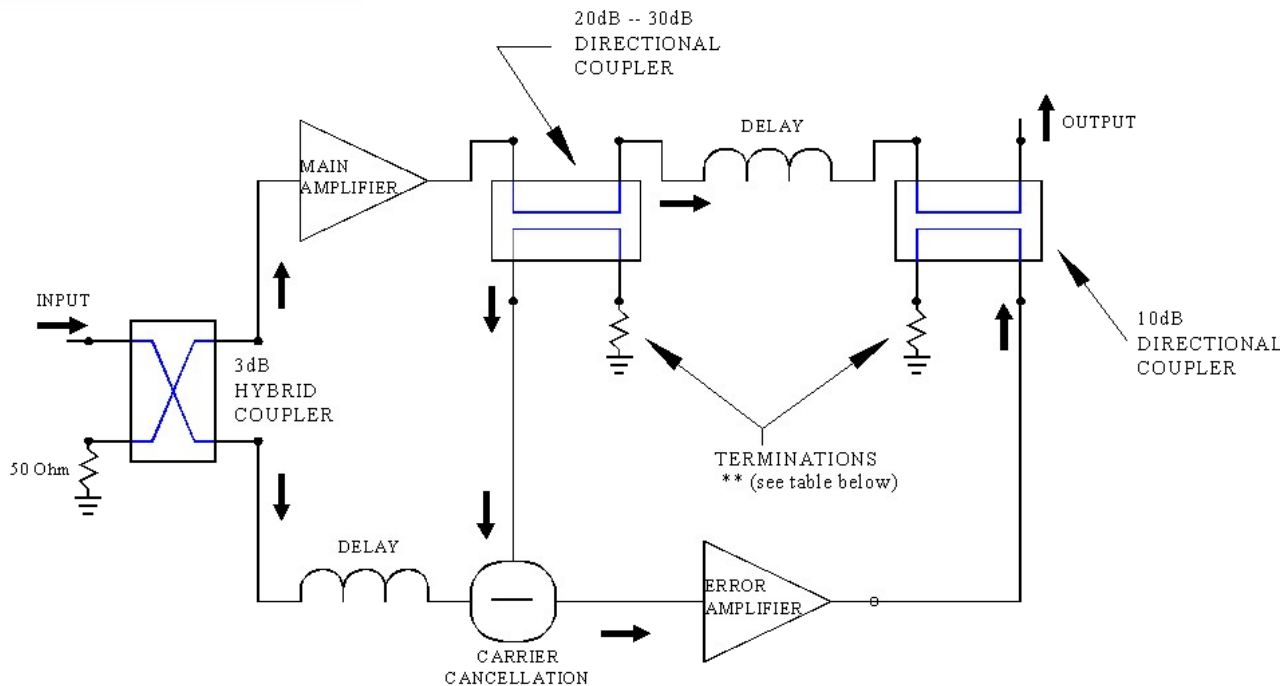 20dB -- 30dB
DIRECTIONAL
COUPLER
DELAY
OUTPUT
MAIN
AMPLIFIER
INPUT
3dB
HYBRID
COUPLER
10dB
DIRECTIONAL
COUPLER
50 Ohm
TERMINATIONS
** (see table below)
DELAY
ERROR
AMPLIFIER
CARRIER
CANCELLATION